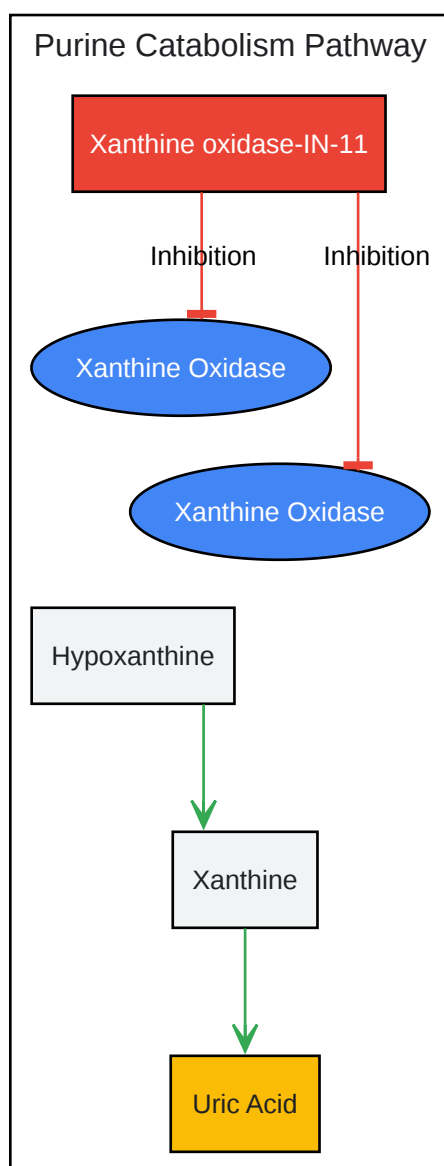 Purine Catabolism Pathway
Xanthine oxidase-IN-11
Inhibition
Inhibition
Xanthine Oxidase
Xanthine Oxidase
Hypoxanthine
Xanthine
Uric Acid